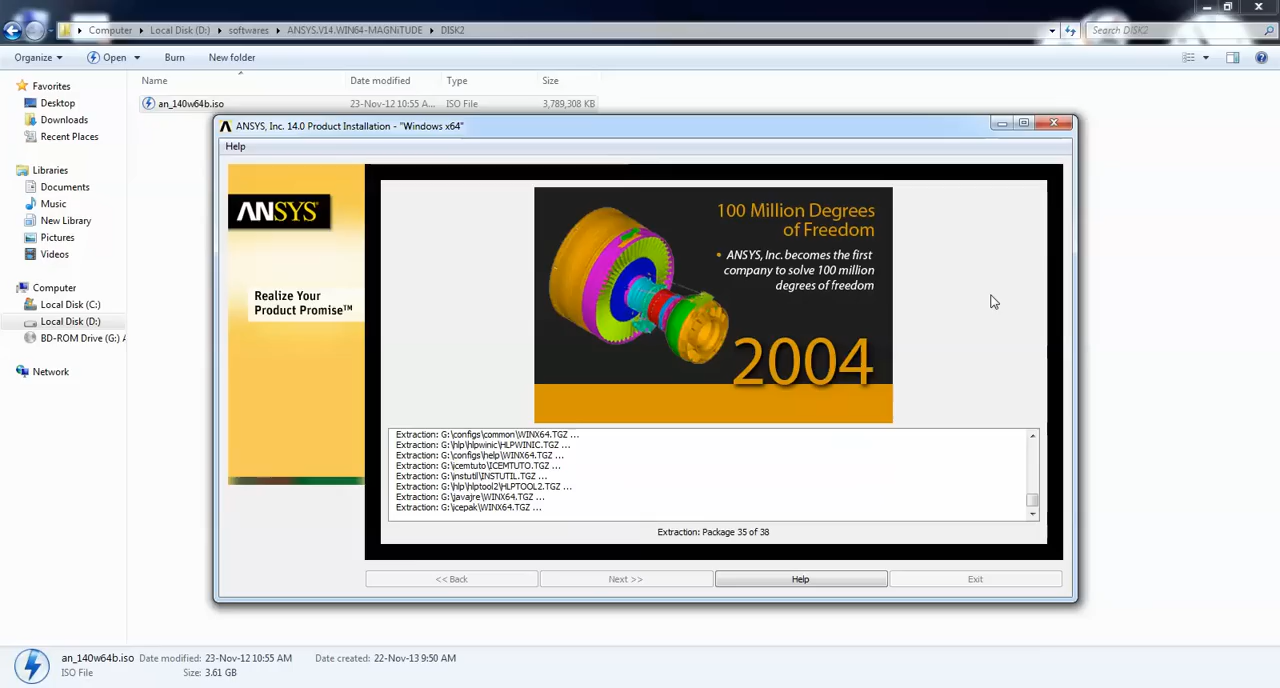 Computer ▸ Local Disk (D:) ▸ softwares ▸ ANSYS.V14.WIN64-MAGNiTUDE ▸ DISK2
Search DISK2
Organize ▾ Open ▾ Burn New folder
Favorites
Desktop
Downloads
Recent Places
Libraries
Documents
Music
New Library
Pictures
Videos
Computer
Local Disk (C:)
Local Disk (D:)
BD-ROM Drive (G:) A
Network
Name Date modified Type Size
an_140w64b.iso 23-Nov-12 10:55 A... ISO File 3,789,308 KB
ANSYS, Inc. 14.0 Product Installation - "Windows x64"
Help
ANSYS®
Realize Your
Product Promise™
100 Million Degrees
of Freedom
• ANSYS, Inc. becomes the first
company to solve 100 million
degrees of freedom
2004
Extraction: G:\configs\common\WINX64.TGZ ...
Extraction: G:\hlp\hlpwinic\HLPWINIC.TGZ ...
Extraction: G:\configs\help\WINX64.TGZ ...
Extraction: G:\icemtuto\ICEMTUTO.TGZ ...
Extraction: G:\instutil\INSTUTIL.TGZ ...
Extraction: G:\hlp\hlptool2\HLPTOOL2.TGZ ...
Extraction: G:\javajre\WINX64.TGZ ...
Extraction: G:\icepak\WINX64.TGZ ...
Extraction: Package 35 of 38
<< Back Next >> Help Exit
an_140w64b.iso Date modified: 23-Nov-12 10:55 AM Date created: 22-Nov-13 9:50 AM
ISO File Size: 3.61 GB